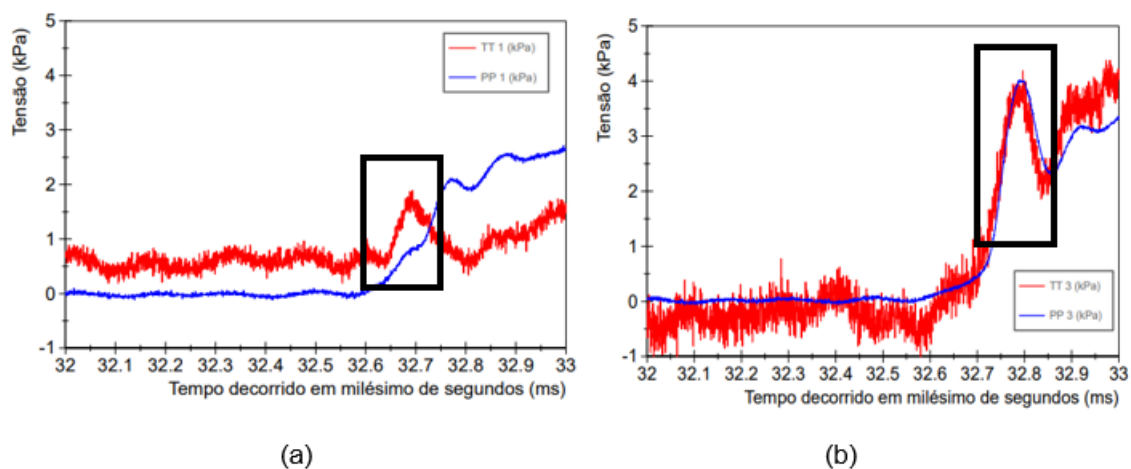 Tensão (kPa)
5
4
3
2
1
0
-1
TT 1 (kPa)
PP 1 (kPa)
32 32.1 32.2 32.3 32.4 32.5 32.6 32.7 32.8 32.9 33
Tempo decorrido em milésimo de segundos (ms)
(a)
Tensão (kPa)
5
4
3
2
1
0
-1
TT 3 (kPa)
PP 3 (kPa)
32 32.1 32.2 32.3 32.4 32.5 32.6 32.7 32.8 32.9 33
Tempo decorrido em milésimo de segundos (ms)
(b)